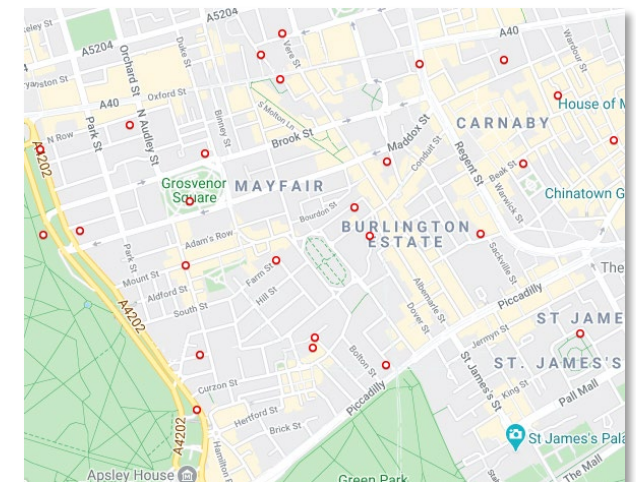 A5204
A40
Wardour St
Vere St
Duke St
Orchard St
A5204
Oxford St
A40
House of M
S Molton Ln
Binney St
CARNABY
N Row
Park St
N Audley St
Brook St
Maddox St
Conduit St
Regent St
A4202
Beak St
Grosvenor
Square
MAYFAIR
Warwick St
Chinatown G
Bourdon St
BURLINGTON
ESTATE
Adam's Row
Park St
Sackville St
The
Mount St
Farm St
Aldford St
Hill St
Albemarle St
Piccadilly
A4202
South St
Dover St
ST JAME
Jermyn St
Bolton St
St James's St
ST. JAMES'S
Curzon St
King St
Pall Mall
Piccadilly
Hertford St
Brick St
A4202
Hamilton P
St James's Pala
Apsley House
Green Park
The Mall